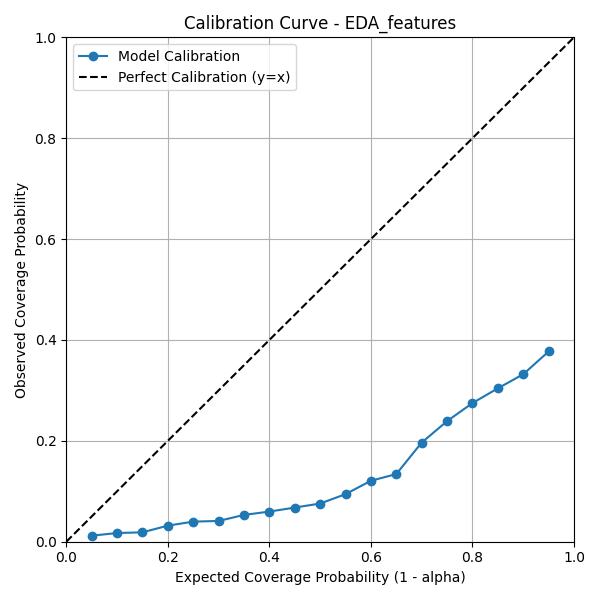 Calibration Curve - EDA_features
Model Calibration
Perfect Calibration (y=x)
1.0
0.8
0.6
0.4
0.2
0.0
Observed Coverage Probability
0.0 0.2 0.4 0.6 0.8 1.0
Expected Coverage Probability (1 - alpha)